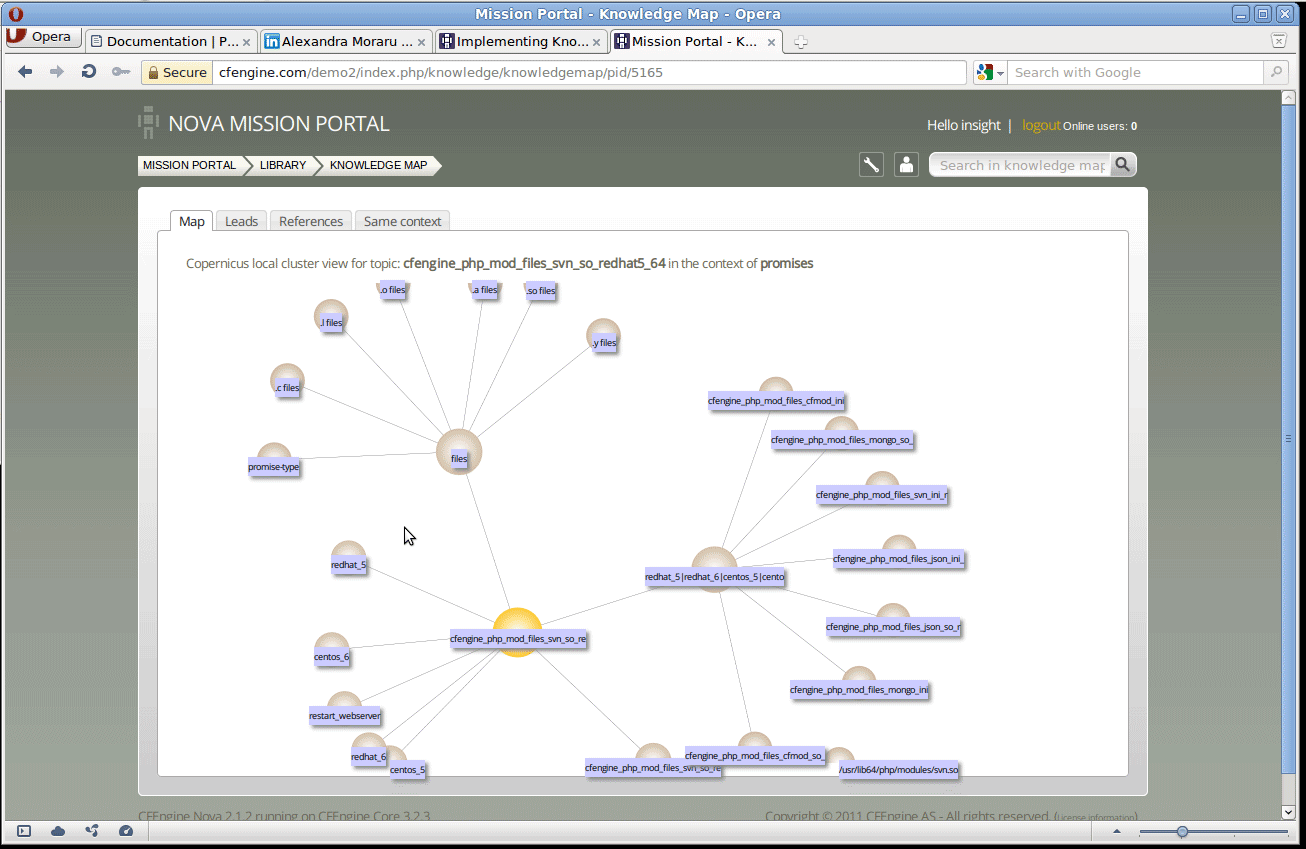 Mission Portal - Knowledge Map - Opera
Opera
Documentation | P...
Alexandra Moraru ...
Implementing Kno...
Mission Portal - K...
Secure
cfengine.com/demo2/index.php/knowledge/knowledgemap/pid/5165
Search with Google
NOVA MISSION PORTAL
Hello insight | logout Online users: 0
MISSION PORTAL
LIBRARY
KNOWLEDGE MAP
Search in knowledge map
Map
Leads
References
Same context
Copernicus local cluster view for topic: cfengine_php_mod_files_svn_so_redhat5_64 in the context of promises
.o files
.a files
.so files
.l files
.y files
.c files
cfengine_php_mod_files_cfmod_ini
cfengine_php_mod_files_mongo_so_
files
promise-type
cfengine_php_mod_files_svn_ini_r
redhat_5
cfengine_php_mod_files_json_ini_
redhat_5|redhat_6|centos_5|cento
cfengine_php_mod_files_json_so_r
cfengine_php_mod_files_svn_so_re
centos_6
cfengine_php_mod_files_mongo_ini
restart_webserver
redhat_6
cfengine_php_mod_files_cfmod_so_
centos_5
cfengine_php_mod_files_svn_so_re
/usr/lib64/php/modules/svn.so
CFEngine Nova 2.1.2 running on CFEngine Core 3.2.3
Copyright © 2011 CFEngine AS - All rights reserved. (License information)